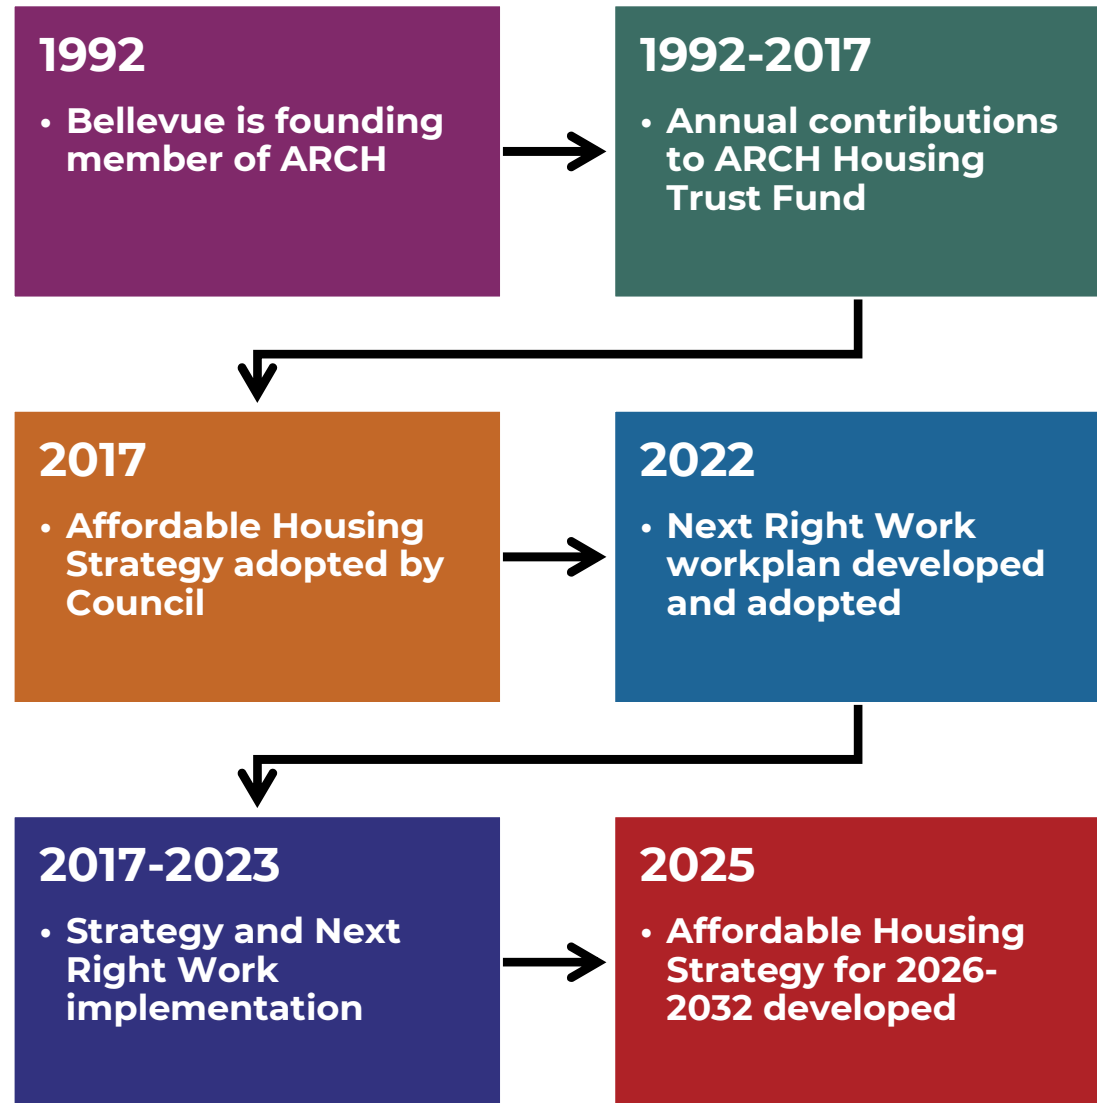 1992
• Bellevue is founding
member of ARCH
1992-2017
• Annual contributions
to ARCH Housing
Trust Fund
2017
• Affordable Housing
Strategy adopted by
Council
2022
• Next Right Work
workplan developed
and adopted
2017-2023
• Strategy and Next
Right Work
implementation
2025
• Affordable Housing
Strategy for 2026-
2032 developed